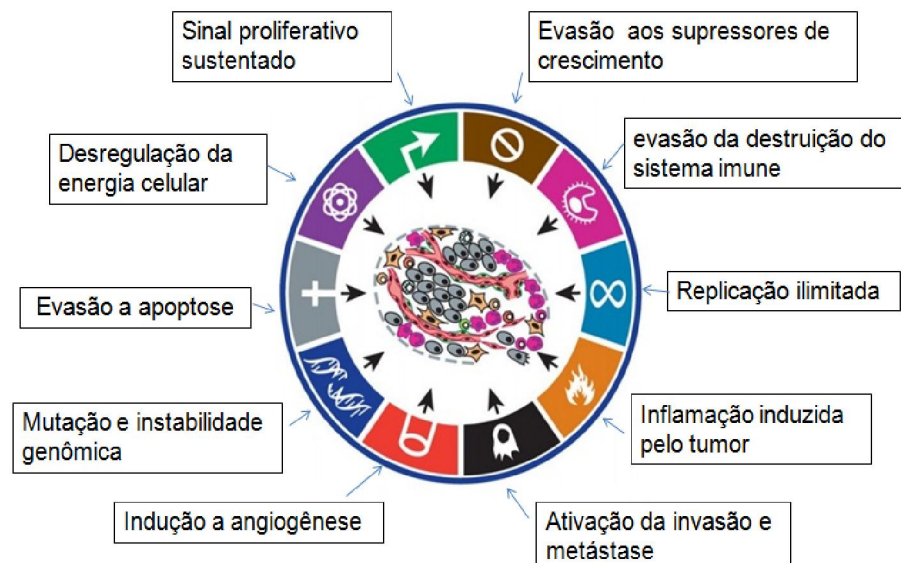 Sinal proliferativo
sustentado
Evasão aos supressores de
crescimento
Desregulação da
energia celular
evasão da destruição do
sistema imune
Evasão a apoptose
Replicação ilimitada
Mutação e instabilidade
genômica
Inflamação induzida
pelo tumor
Indução a angiogênese
Ativação da invasão e
metástase